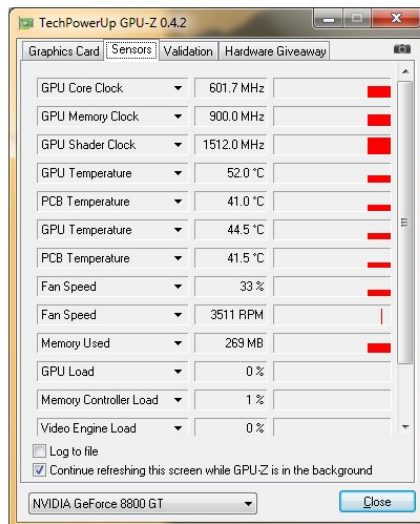 TechPowerUp GPU-Z 0.4.2
Graphics Card Sensors Validation Hardware Giveaway
GPU Core Clock 601.7 MHz
GPU Memory Clock 900.0 MHz
GPU Shader Clock 1512.0 MHz
GPU Temperature 52.0 °C
PCB Temperature 41.0 °C
GPU Temperature 44.5 °C
PCB Temperature 41.5 °C
Fan Speed 33 %
Fan Speed 3511 RPM
Memory Used 269 MB
GPU Load 0 %
Memory Controller Load 1 %
Video Engine Load 0 %
Log to file
Continue refreshing this screen while GPU-Z is in the background
NVIDIA GeForce 8800 GT Close